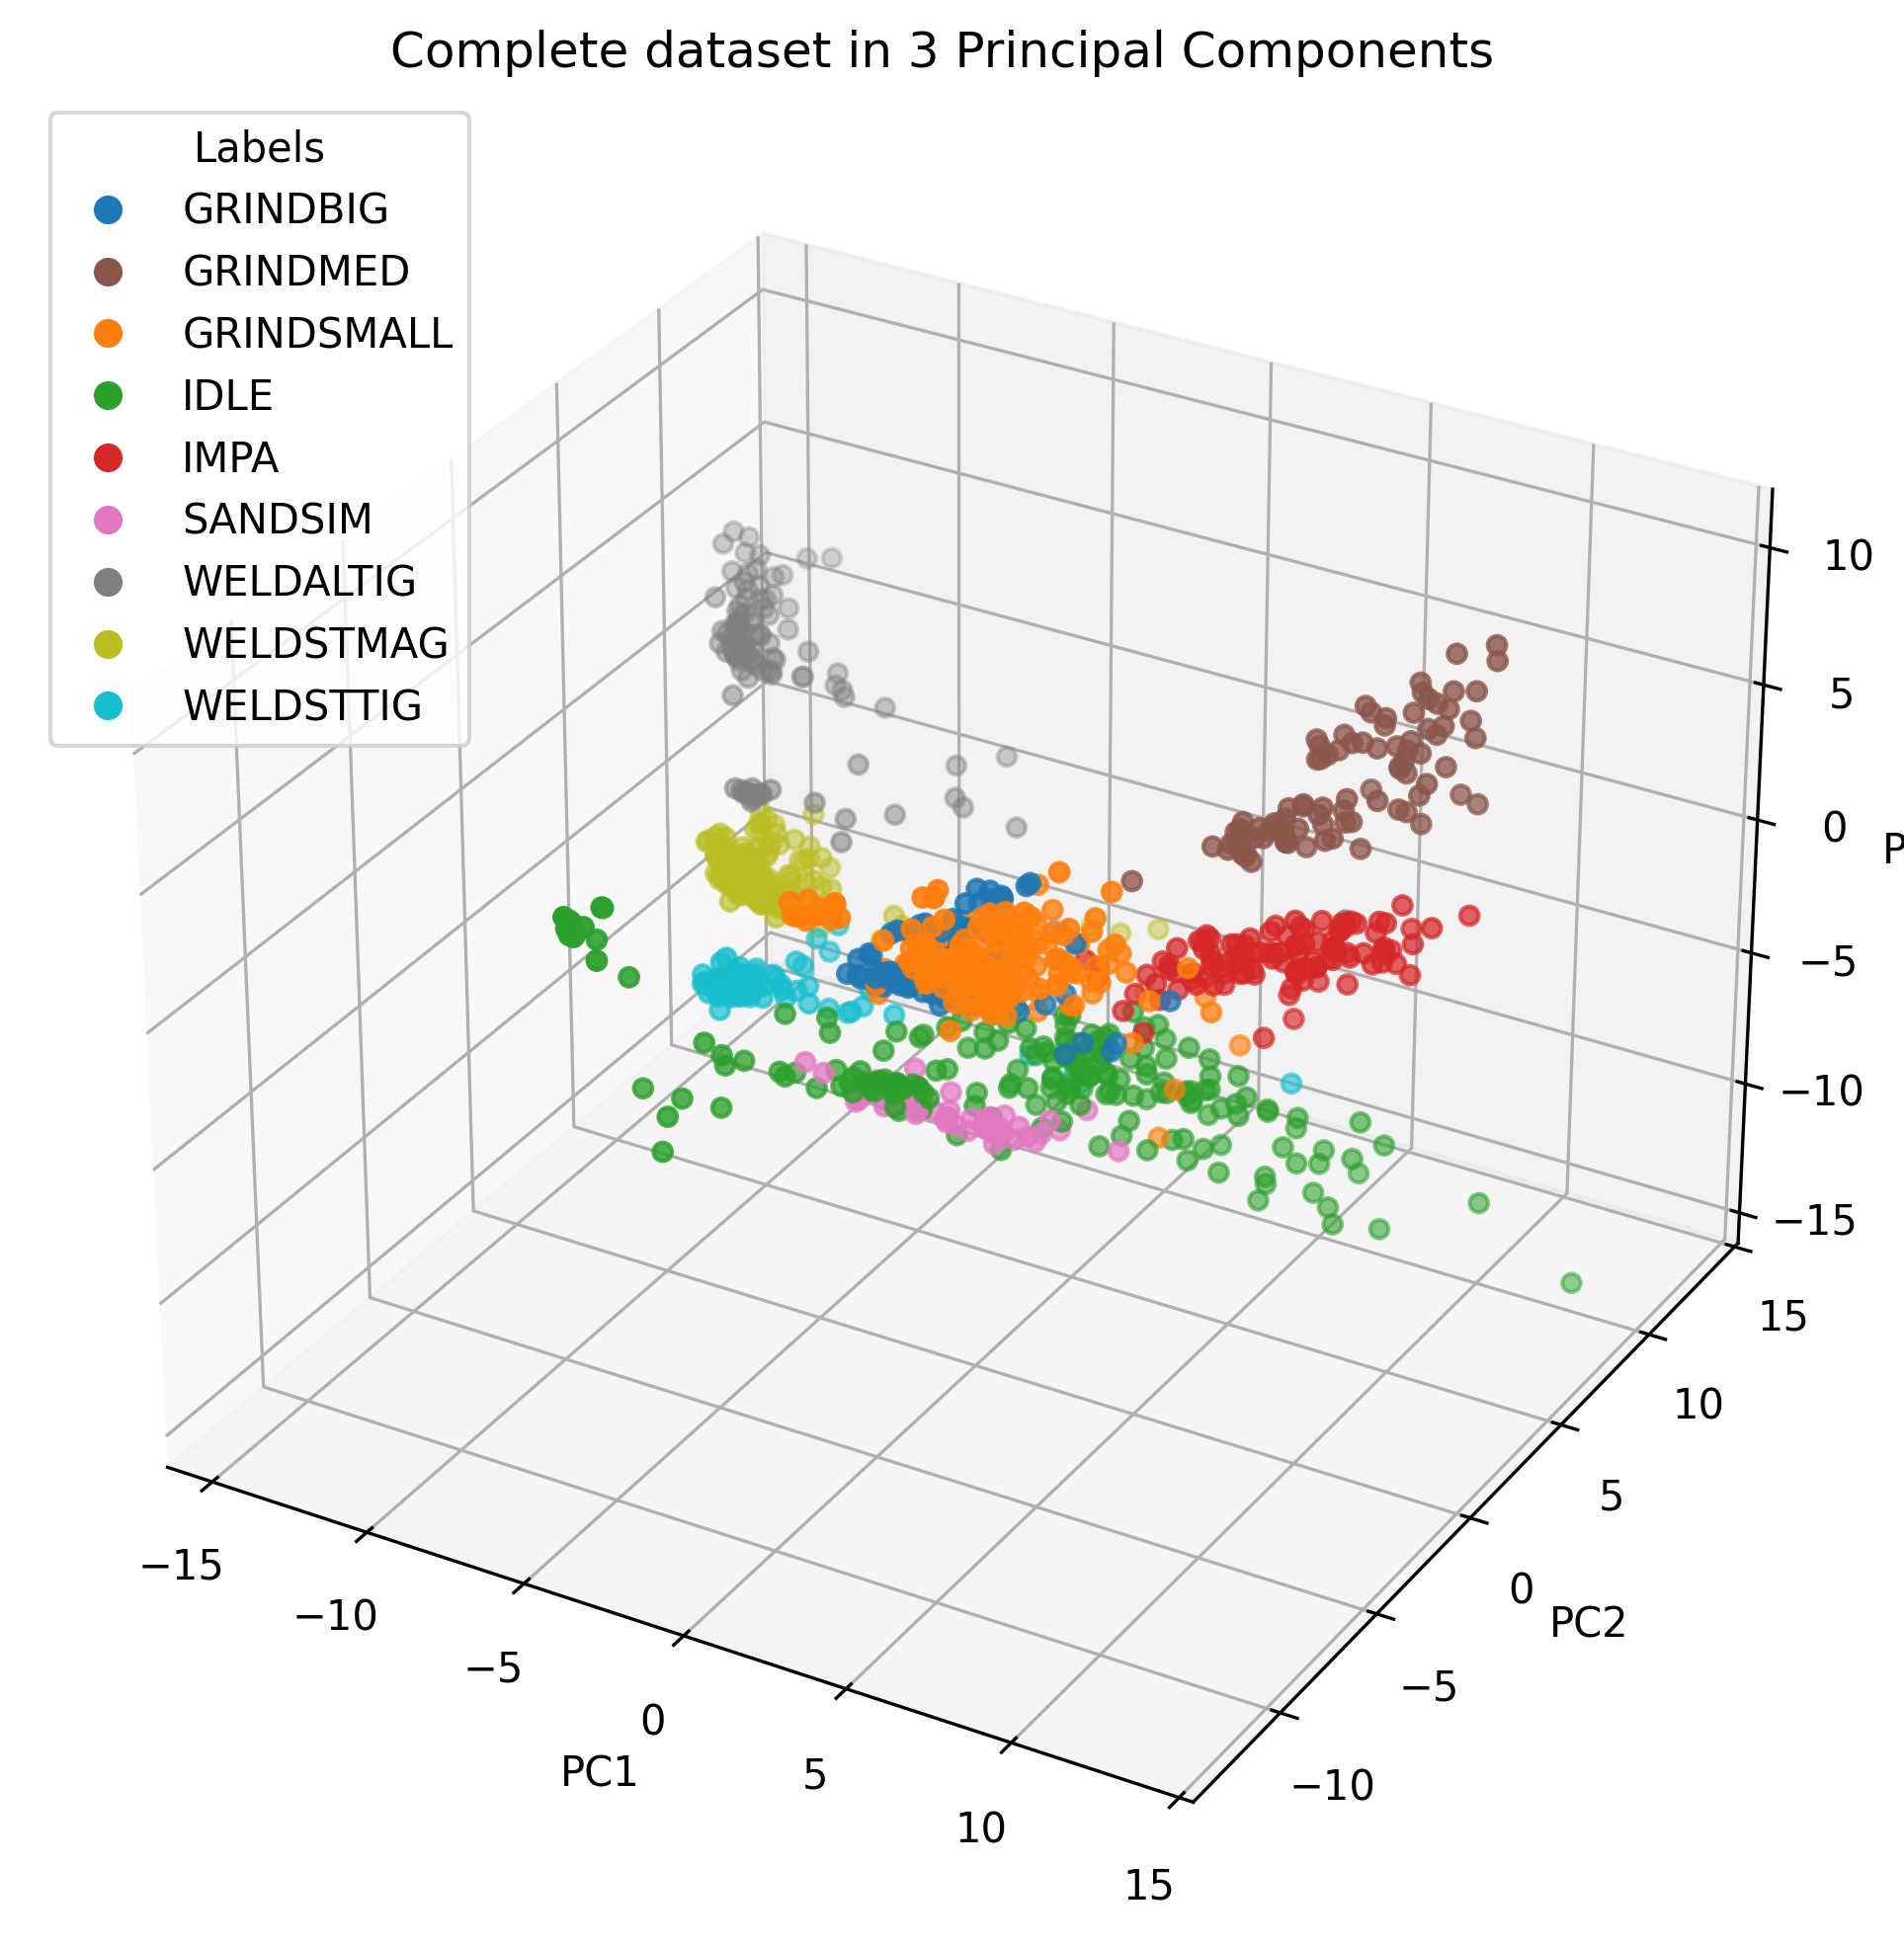 Complete dataset in 3 Principal Components
Labels
GRINDBIG
GRINDMED
GRINDSMALL
IDLE
IMPA
SANDSIM
WELDALTIG
WELDSTMAG
WELDSTTIG
10
5
0
P
−5
−10
−15
15
10
5
0
PC2
−5
−10
−15
−10
−5
0
PC1
5
10
15